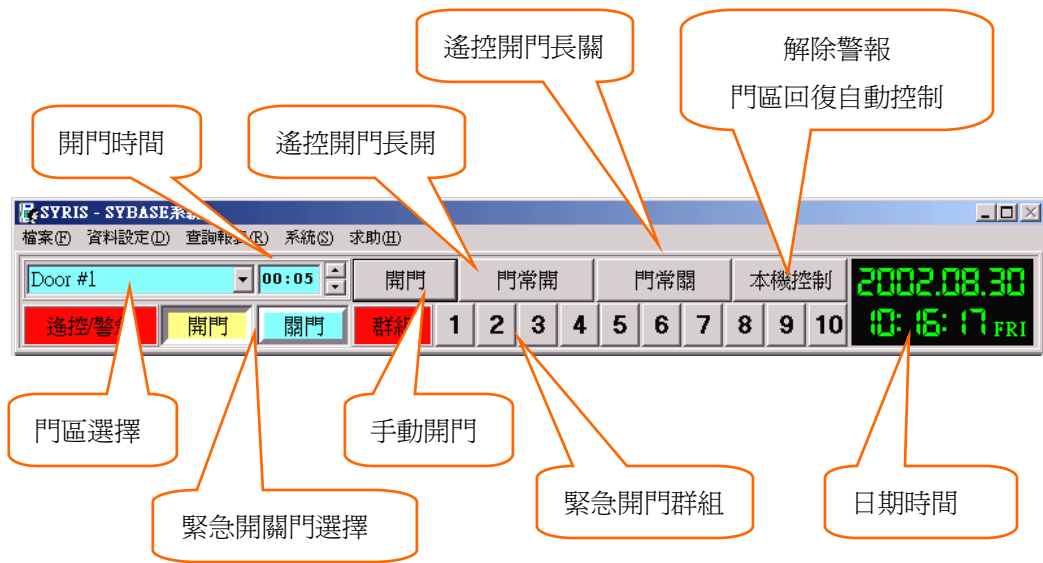 遙控開門長關
解除警報
門區回復自動控制
開門時間
遙控開門長開
SYRIS - SYBASE系
檔案(F) 資料設定(D) 查詢報表(R) 系統(S) 求助(H)
Door #1 00:05 開門 門常開 門常關 本機控制 2002.08.30
遙控/警 開門 關門 群組 1 2 3 4 5 6 7 8 9 10 10:16:17 FRI
門區選擇
手動開門
緊急開關門選擇
緊急開門群組
日期時間